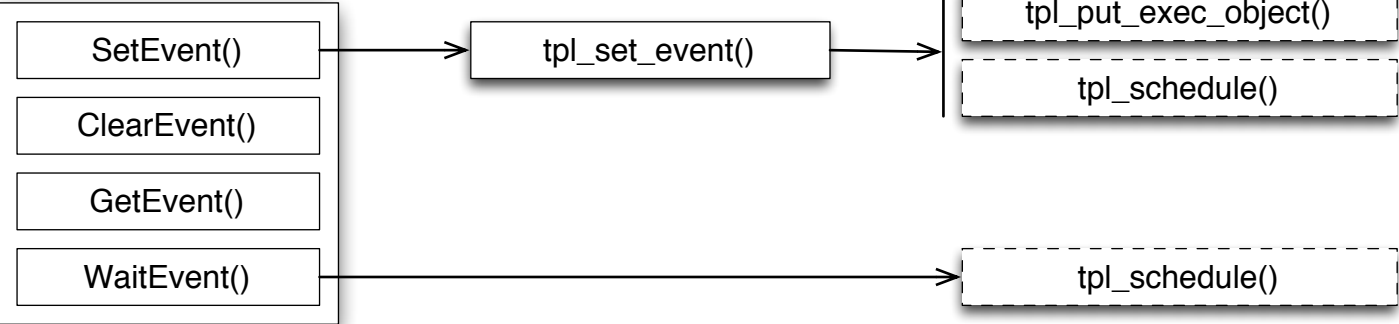 tpl_put_exec_object()
SetEvent()
tpl_set_event()
tpl_schedule()
ClearEvent()
GetEvent()
WaitEvent()
tpl_schedule()